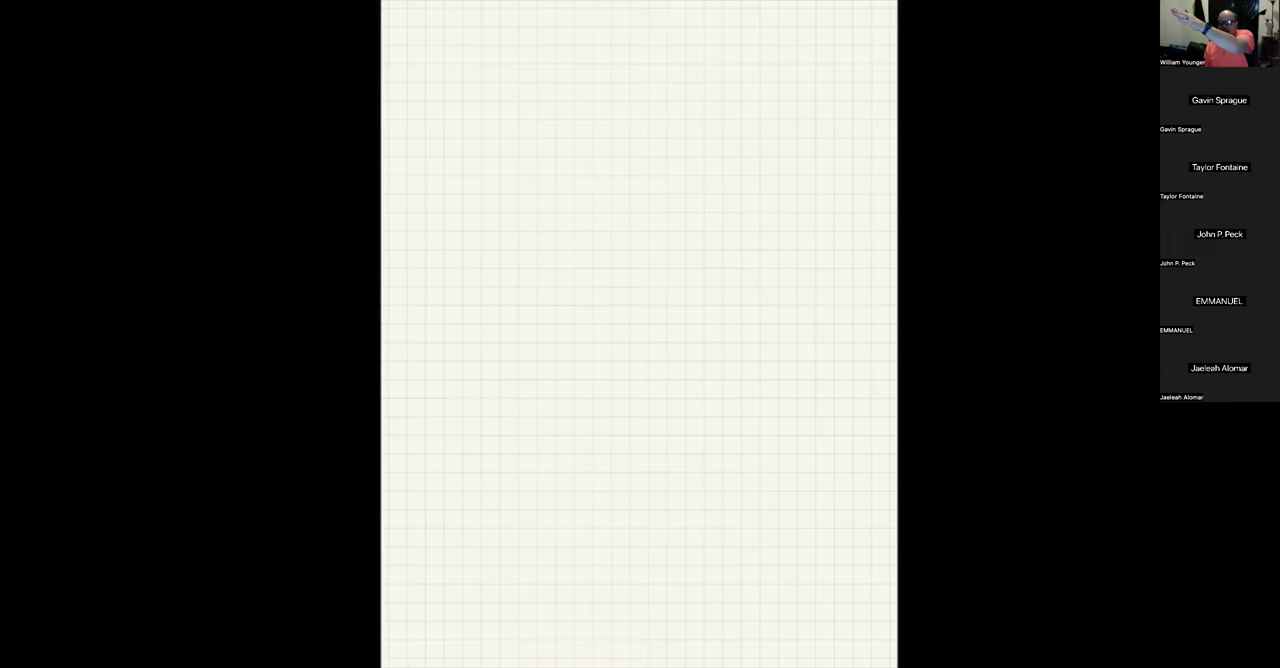 William Younger
Gavin Sprague
Gavin Sprague
Taylor Fontaine
Taylor Fontaine
John P. Peck
John P. Peck
EMMANUEL
EMMANUEL
Jaeleah Alomar
Jaeleah Alomar